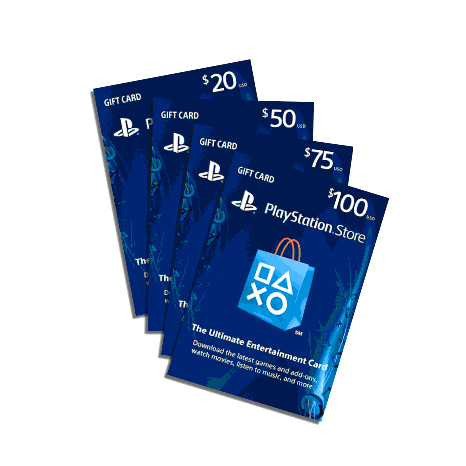 $20 USD
GIFT CARD
$50 USD
GIFT CARD
$75 USD
GIFT CARD
$100 USD
GIFT CARD
PlayStation.Store
SM
The Ultimate Entertainment Card
Download the latest games and add-ons,
watch movies, listen to music, and more.